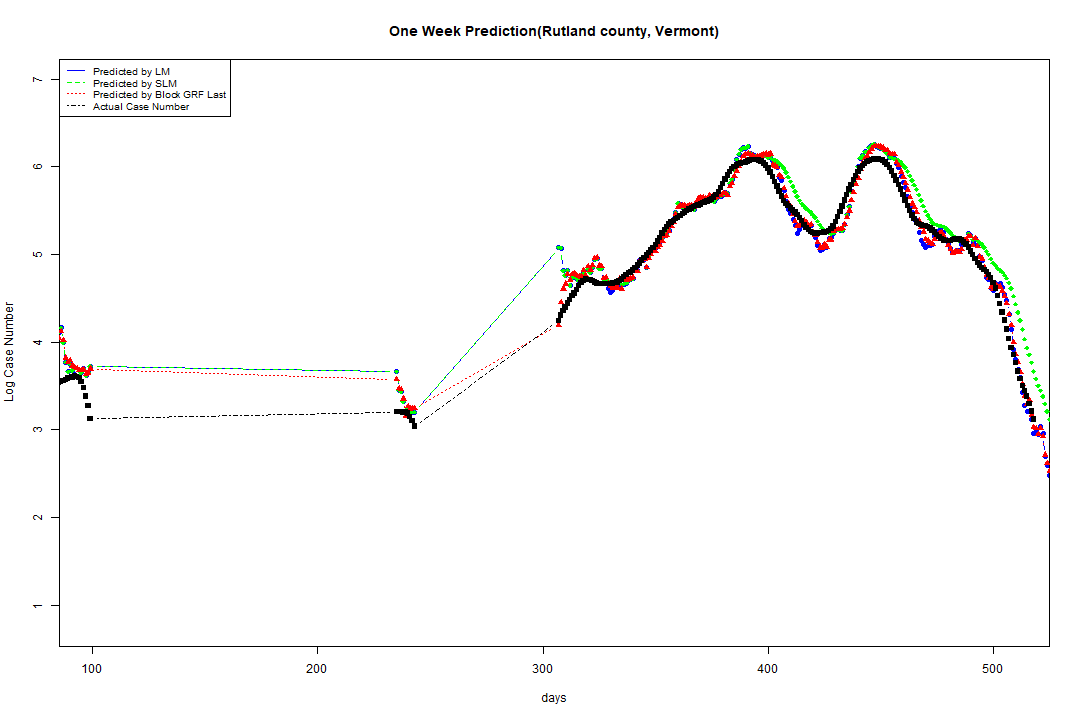 One Week Prediction(Rutland county, Vermont)
Predicted by LM
Predicted by SLM
Predicted by Block GRF Last
Actual Case Number
7
6
5
4
3
2
1
Log Case Number
100 200 300 400 500
days